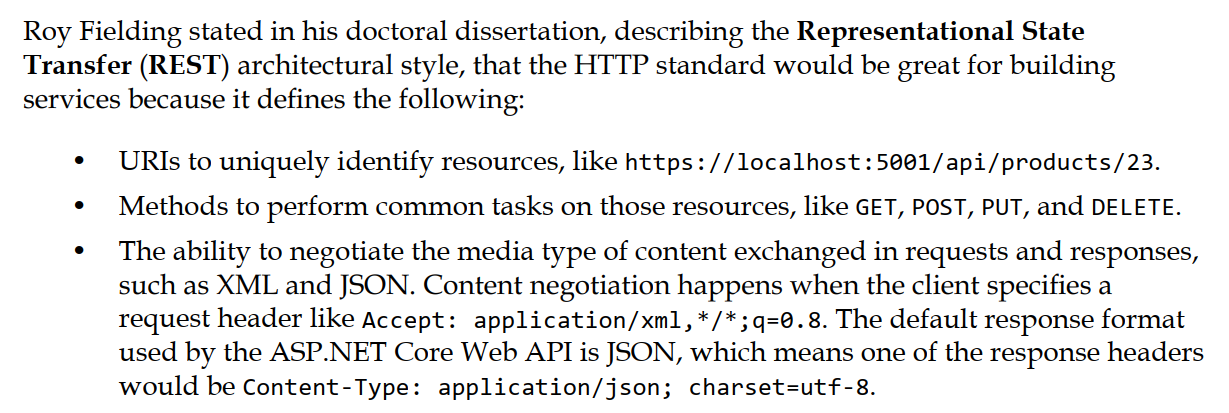 Roy Fielding stated in his doctoral dissertation, describing the Representational State
Transfer (REST) architectural style, that the HTTP standard would be great for building
services because it defines the following:
• URIs to uniquely identify resources, like https://localhost:5001/api/products/23.
• Methods to perform common tasks on those resources, like GET, POST, PUT, and DELETE.
• The ability to negotiate the media type of content exchanged in requests and responses,
such as XML and JSON. Content negotiation happens when the client specifies a
request header like Accept: application/xml,*/*;q=0.8. The default response format
used by the ASP.NET Core Web API is JSON, which means one of the response headers
would be Content-Type: application/json; charset=utf-8.